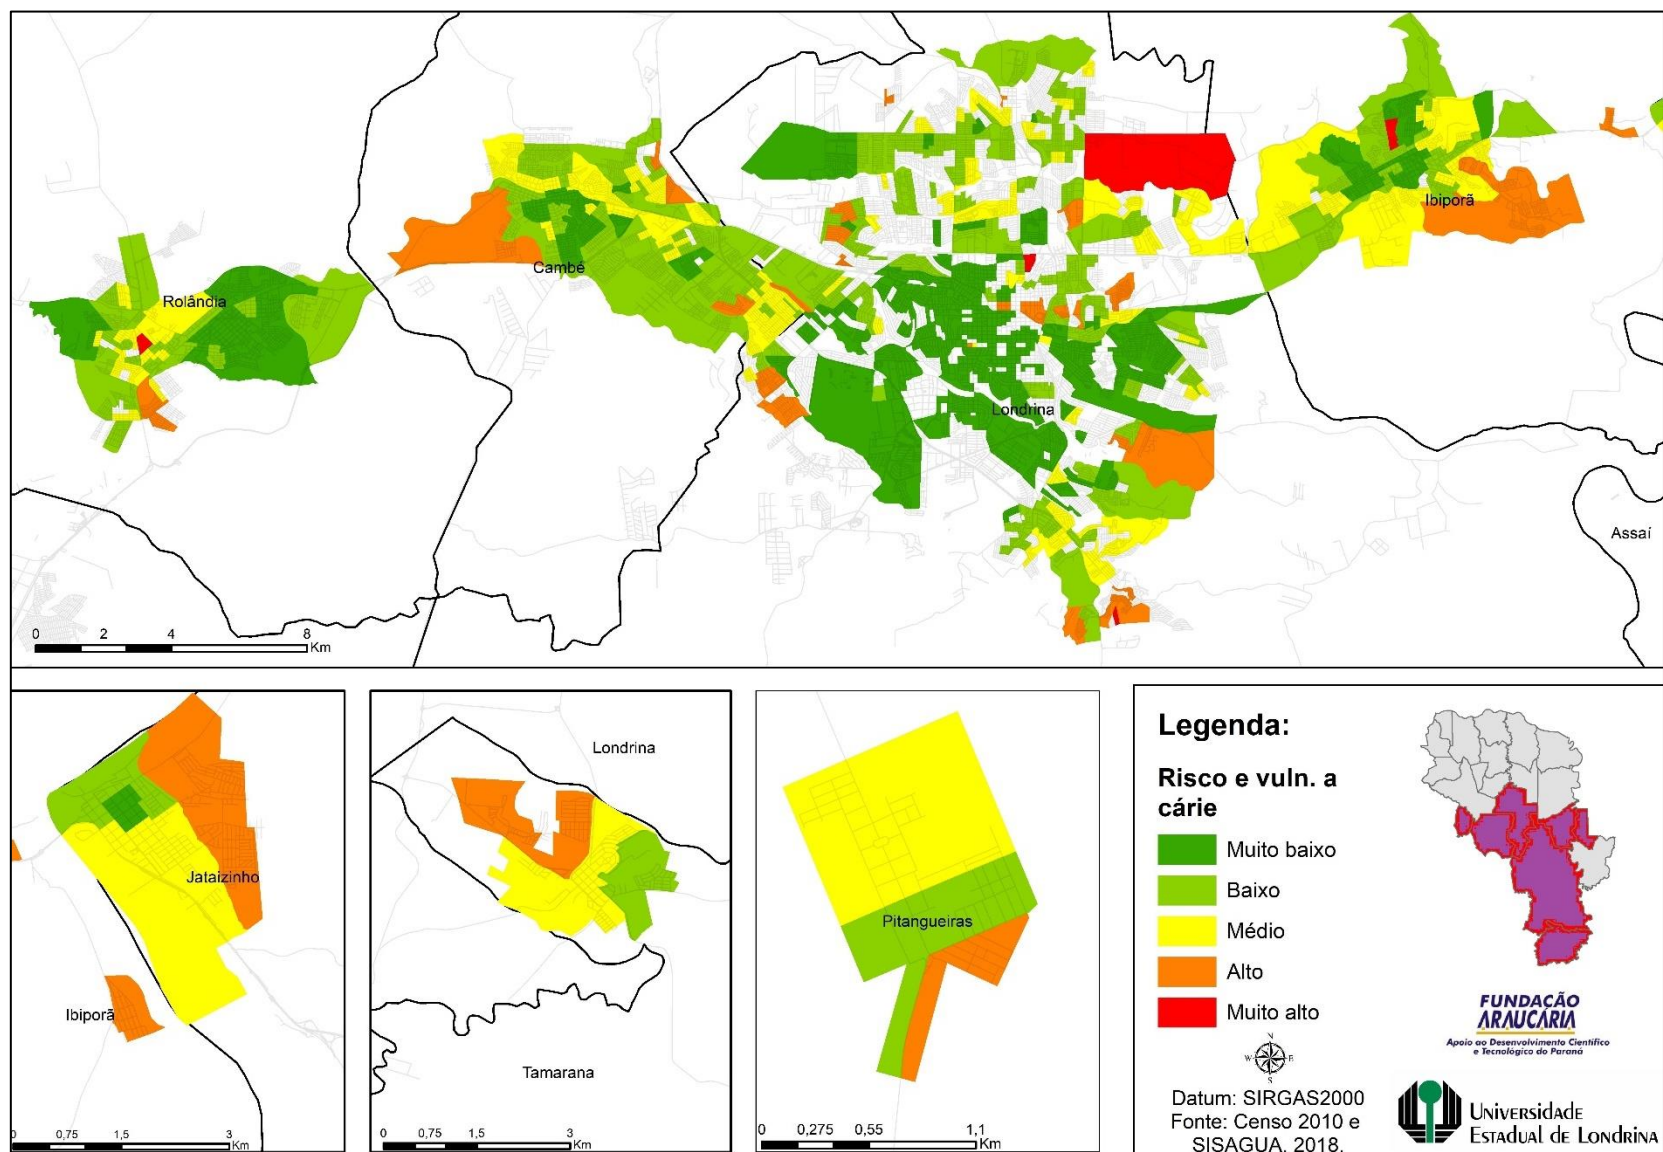 Rolândia
Cambé
Londrina
Ibiporã
Assaí
0 2 4 8
Km
Jataizinho
Ibiporã
0 0,75 1,5 3
Km
Londrina
Tamarana
0 0,75 1,5 3
Km
Pitangueiras
0 0,275 0,55 1,1
Km
Legenda:
Risco e vuln. a
cárie
Muito baixo
Baixo
Médio
Alto
Muito alto
N
W E
S
Datum: SIRGAS2000
Fonte: Censo 2010 e
SISAGUA, 2018.
FUNDAÇÃO
ARAUCÁRIA
Apoio ao Desenvolvimento Científico
e Tecnológico do Paraná
UNIVERSIDADE
ESTADUAL DE LONDRINA